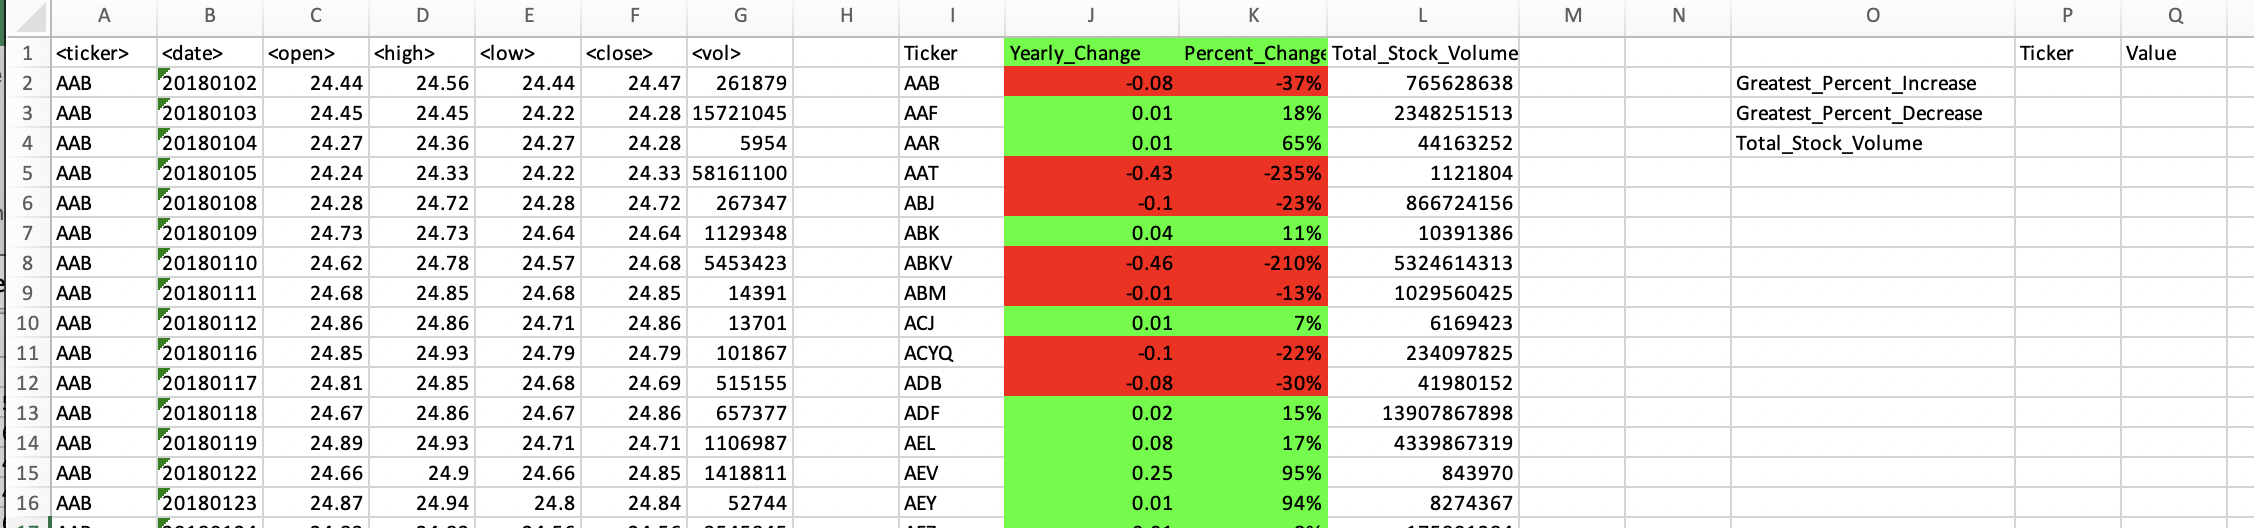 A B C D E F G H I J K L M N O P Q
1 <ticker> <date> <open> <high> <low> <close> <vol> Ticker Yearly_Change Percent_Change Total_Stock_Volume Ticker Value
2 AAB 20180102 24.44 24.56 24.44 24.47 261879 AAB -0.08 -37% 765628638 Greatest_Percent_Increase
3 AAB 20180103 24.45 24.45 24.22 24.28 15721045 AAF 0.01 18% 2348251513 Greatest_Percent_Decrease
4 AAB 20180104 24.27 24.36 24.27 24.28 5954 AAR 0.01 65% 44163252 Total_Stock_Volume
5 AAB 20180105 24.24 24.33 24.22 24.33 58161100 AAT -0.43 -235% 1121804
6 AAB 20180108 24.28 24.72 24.28 24.72 267347 ABJ -0.1 -23% 866724156
7 AAB 20180109 24.73 24.73 24.64 24.64 1129348 ABK 0.04 11% 10391386
8 AAB 20180110 24.62 24.78 24.57 24.68 5453423 ABKV -0.46 -210% 5324614313
9 AAB 20180111 24.68 24.85 24.68 24.85 14391 ABM -0.01 -13% 1029560425
10 AAB 20180112 24.86 24.86 24.71 24.86 13701 ACJ 0.01 7% 6169423
11 AAB 20180116 24.85 24.93 24.79 24.79 101867 ACYQ -0.1 -22% 234097825
12 AAB 20180117 24.81 24.85 24.68 24.69 515155 ADB -0.08 -30% 41980152
13 AAB 20180118 24.67 24.86 24.67 24.86 657377 ADF 0.02 15% 13907867898
14 AAB 20180119 24.89 24.93 24.71 24.71 1106987 AEL 0.08 17% 4339867319
15 AAB 20180122 24.66 24.9 24.66 24.85 1418811 AEV 0.25 95% 843970
16 AAB 20180123 24.87 24.94 24.8 24.84 52744 AEY 0.01 94% 8274367